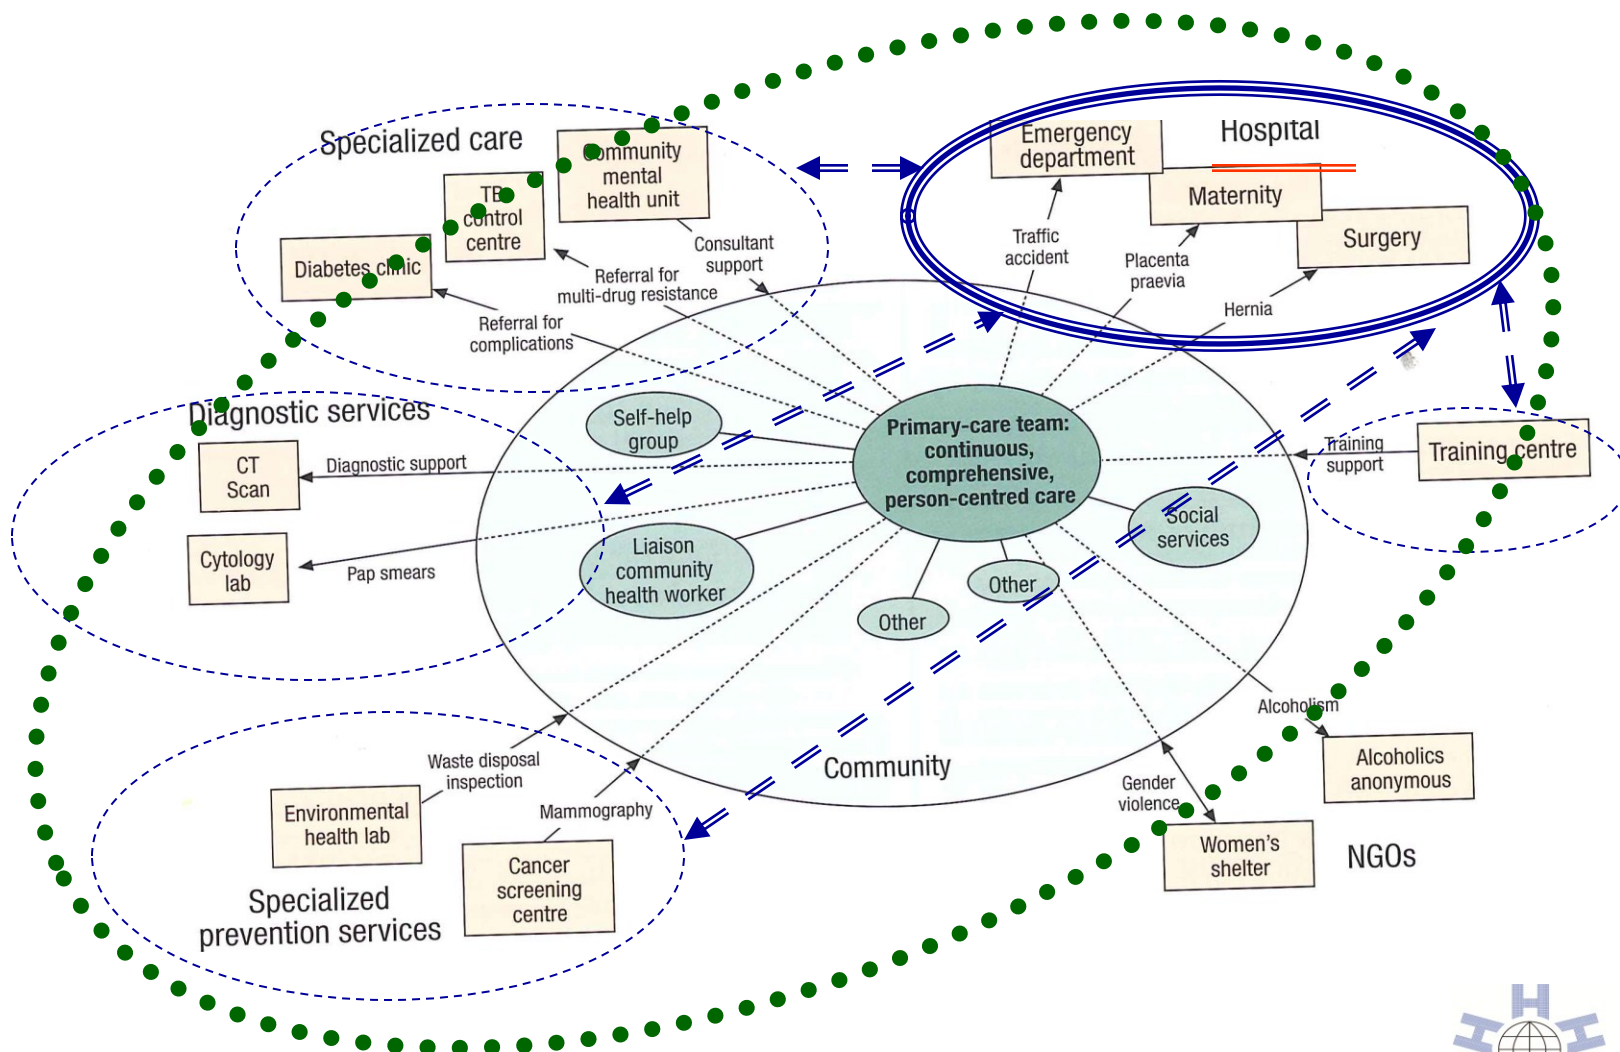 Specialized care
Community
mental
health unit
TB
control
centre
Diabetes clinic
Consultant
support
Referral for
multi-drug resistance
Referral for
complications
Emergency
department
Hospital
Maternity
Surgery
Traffic
accident
Placenta
praevia
Hernia
Diagnostic services
CT
Scan
Diagnostic support
Cytology
lab
Pap smears
Self-help
group
Primary-care team:
continuous,
comprehensive,
person-centred care
Training
support
Training centre
Social
services
Liaison
community
health worker
Other
Other
Community
Waste disposal
inspection
Environmental
health lab
Mammography
Cancer
screening
centre
Specialized
prevention services
Alcoholism
Alcoholics
anonymous
Gender
violence
Women's
shelter
NGOs
H
H
I